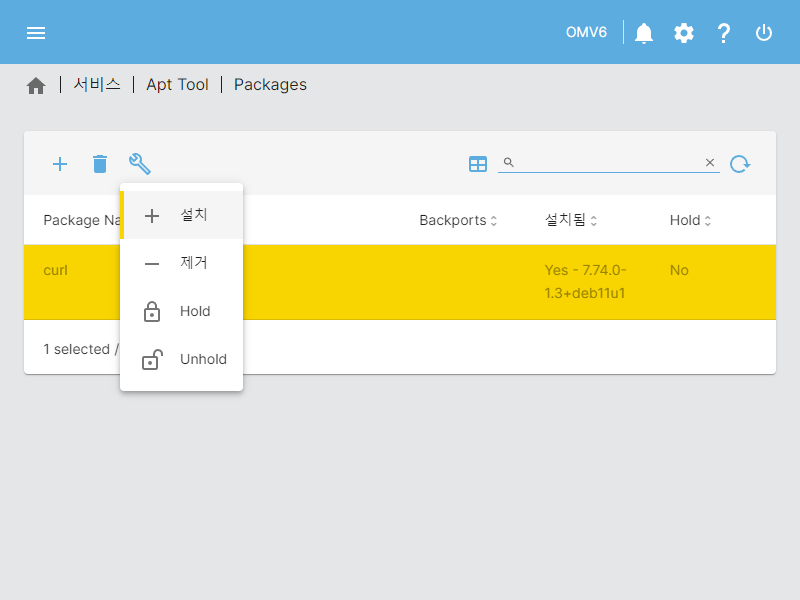 OMV6
서비스 | Apt Tool | Packages
Package Na
Backports
설치됨
Hold
설치
제거
Hold
Unhold
curl
Yes - 7.74.0-
1.3+deb11u1
No
1 selected /